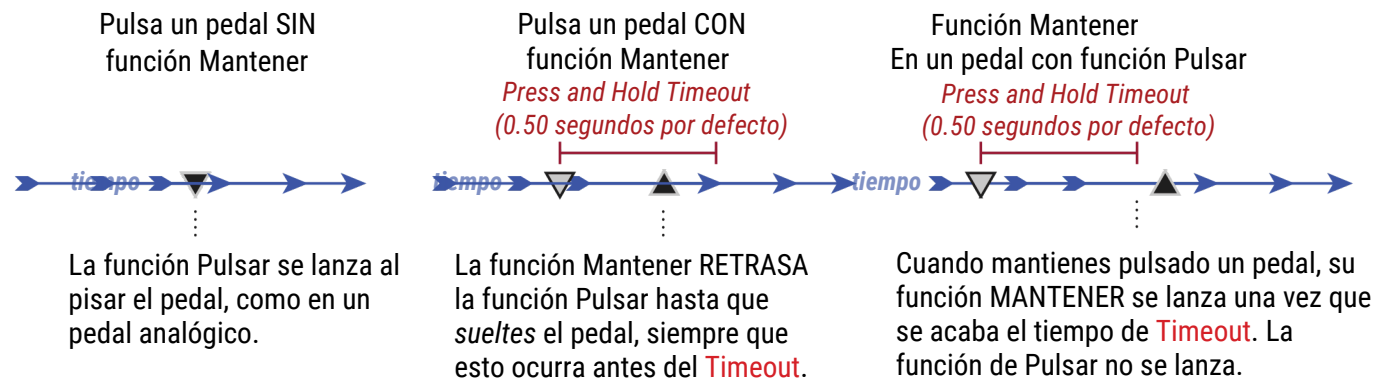 Pulsa un pedal SIN
función Mantener
tiempo
La función Pulsar se lanza al
pisar el pedal, como en un
pedal analógico.
Pulsa un pedal CON
función Mantener
Press and Hold Timeout
(0.50 segundos por defecto)
tiempo
La función Mantener RETRASA
la función Pulsar hasta que
sueltes el pedal, siempre que
esto ocurra antes del Timeout.
Función Mantener
En un pedal con función Pulsar
Press and Hold Timeout
(0.50 segundos por defecto)
tiempo
Cuando mantienes pulsado un pedal, su
función MANTENER se lanza una vez que
se acaba el tiempo de Timeout. La
función de Pulsar no se lanza.